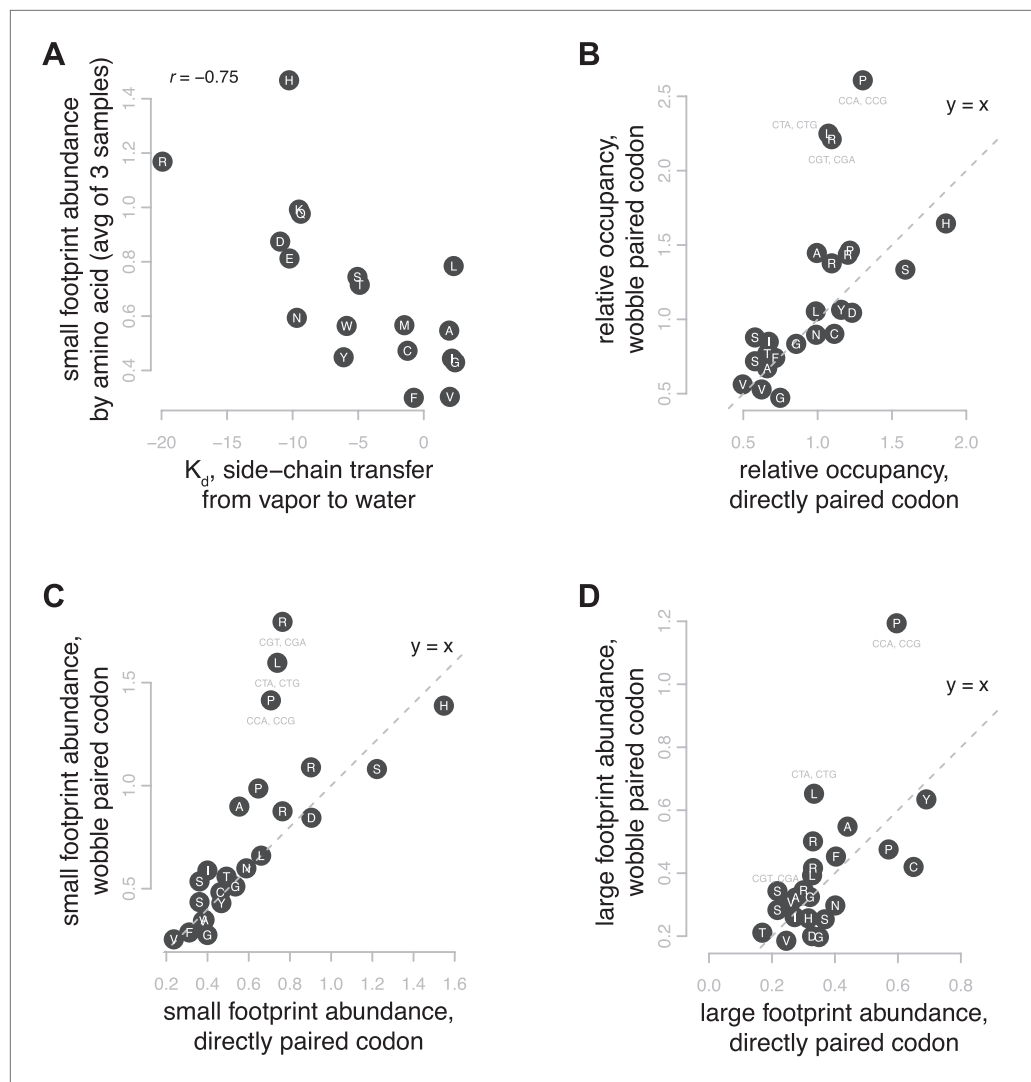 A
r = −0.75
small footprint abundance
by amino acid (avg of 3 samples)
1.4
1.2
1.0
0.8
0.6
0.4
H
R
K
Q
D
E
S
T
L
N
W
M
A
Y
C
I
G
F
V
−20
−15
−10
−5
0
Kd, side−chain transfer
from vapor to water
B
y = x
relative occupancy,
wobble paired codon
2.5
2.0
1.5
1.0
0.5
P
CCA, CCG
CTA, CTG
L
R
CGT, CGA
H
A
P
R
R
S
L
Y
D
N
C
S
I
G
T
S
F
A
V
V
G
0.5
1.0
1.5
2.0
relative occupancy,
directly paired codon
C
y = x
small footprint abundance,
wobble paired codon
1.5
1.0
0.5
R
CGT, CGA
L
CTA, CTG
P
CCA, CCG
H
R
S
P
A
R
D
L
N
I
T
S
G
C
S
Y
V
A
F
G
V
0.2
0.4
0.6
0.8
1.0
1.2
1.4
1.6
small footprint abundance,
directly paired codon
D
y = x
large footprint abundance,
wobble paired codon
1.2
1.0
0.8
0.6
0.4
0.2
P
CCA, CCG
CTA, CTG
L
Y
A
R
P
F
C
R
L
CGT, CGA
S
R
A
G
V
N
S
I
H
S
T
D
G
V
0.0
0.2
0.4
0.6
0.8
large footprint abundance,
directly paired codon